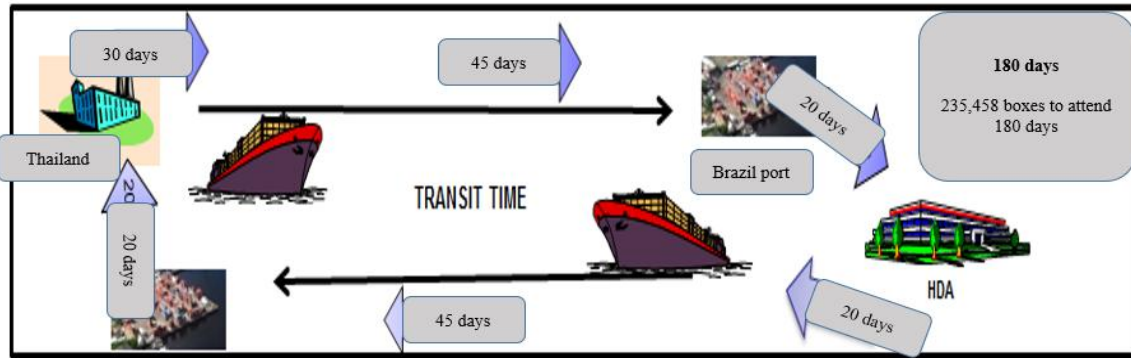 30 days
45 days
180 days
235,458 boxes to attend
180 days
20 days
Thailand
Brazil port
TRANSIT TIME
20
20 days
HDA
45 days
20 days